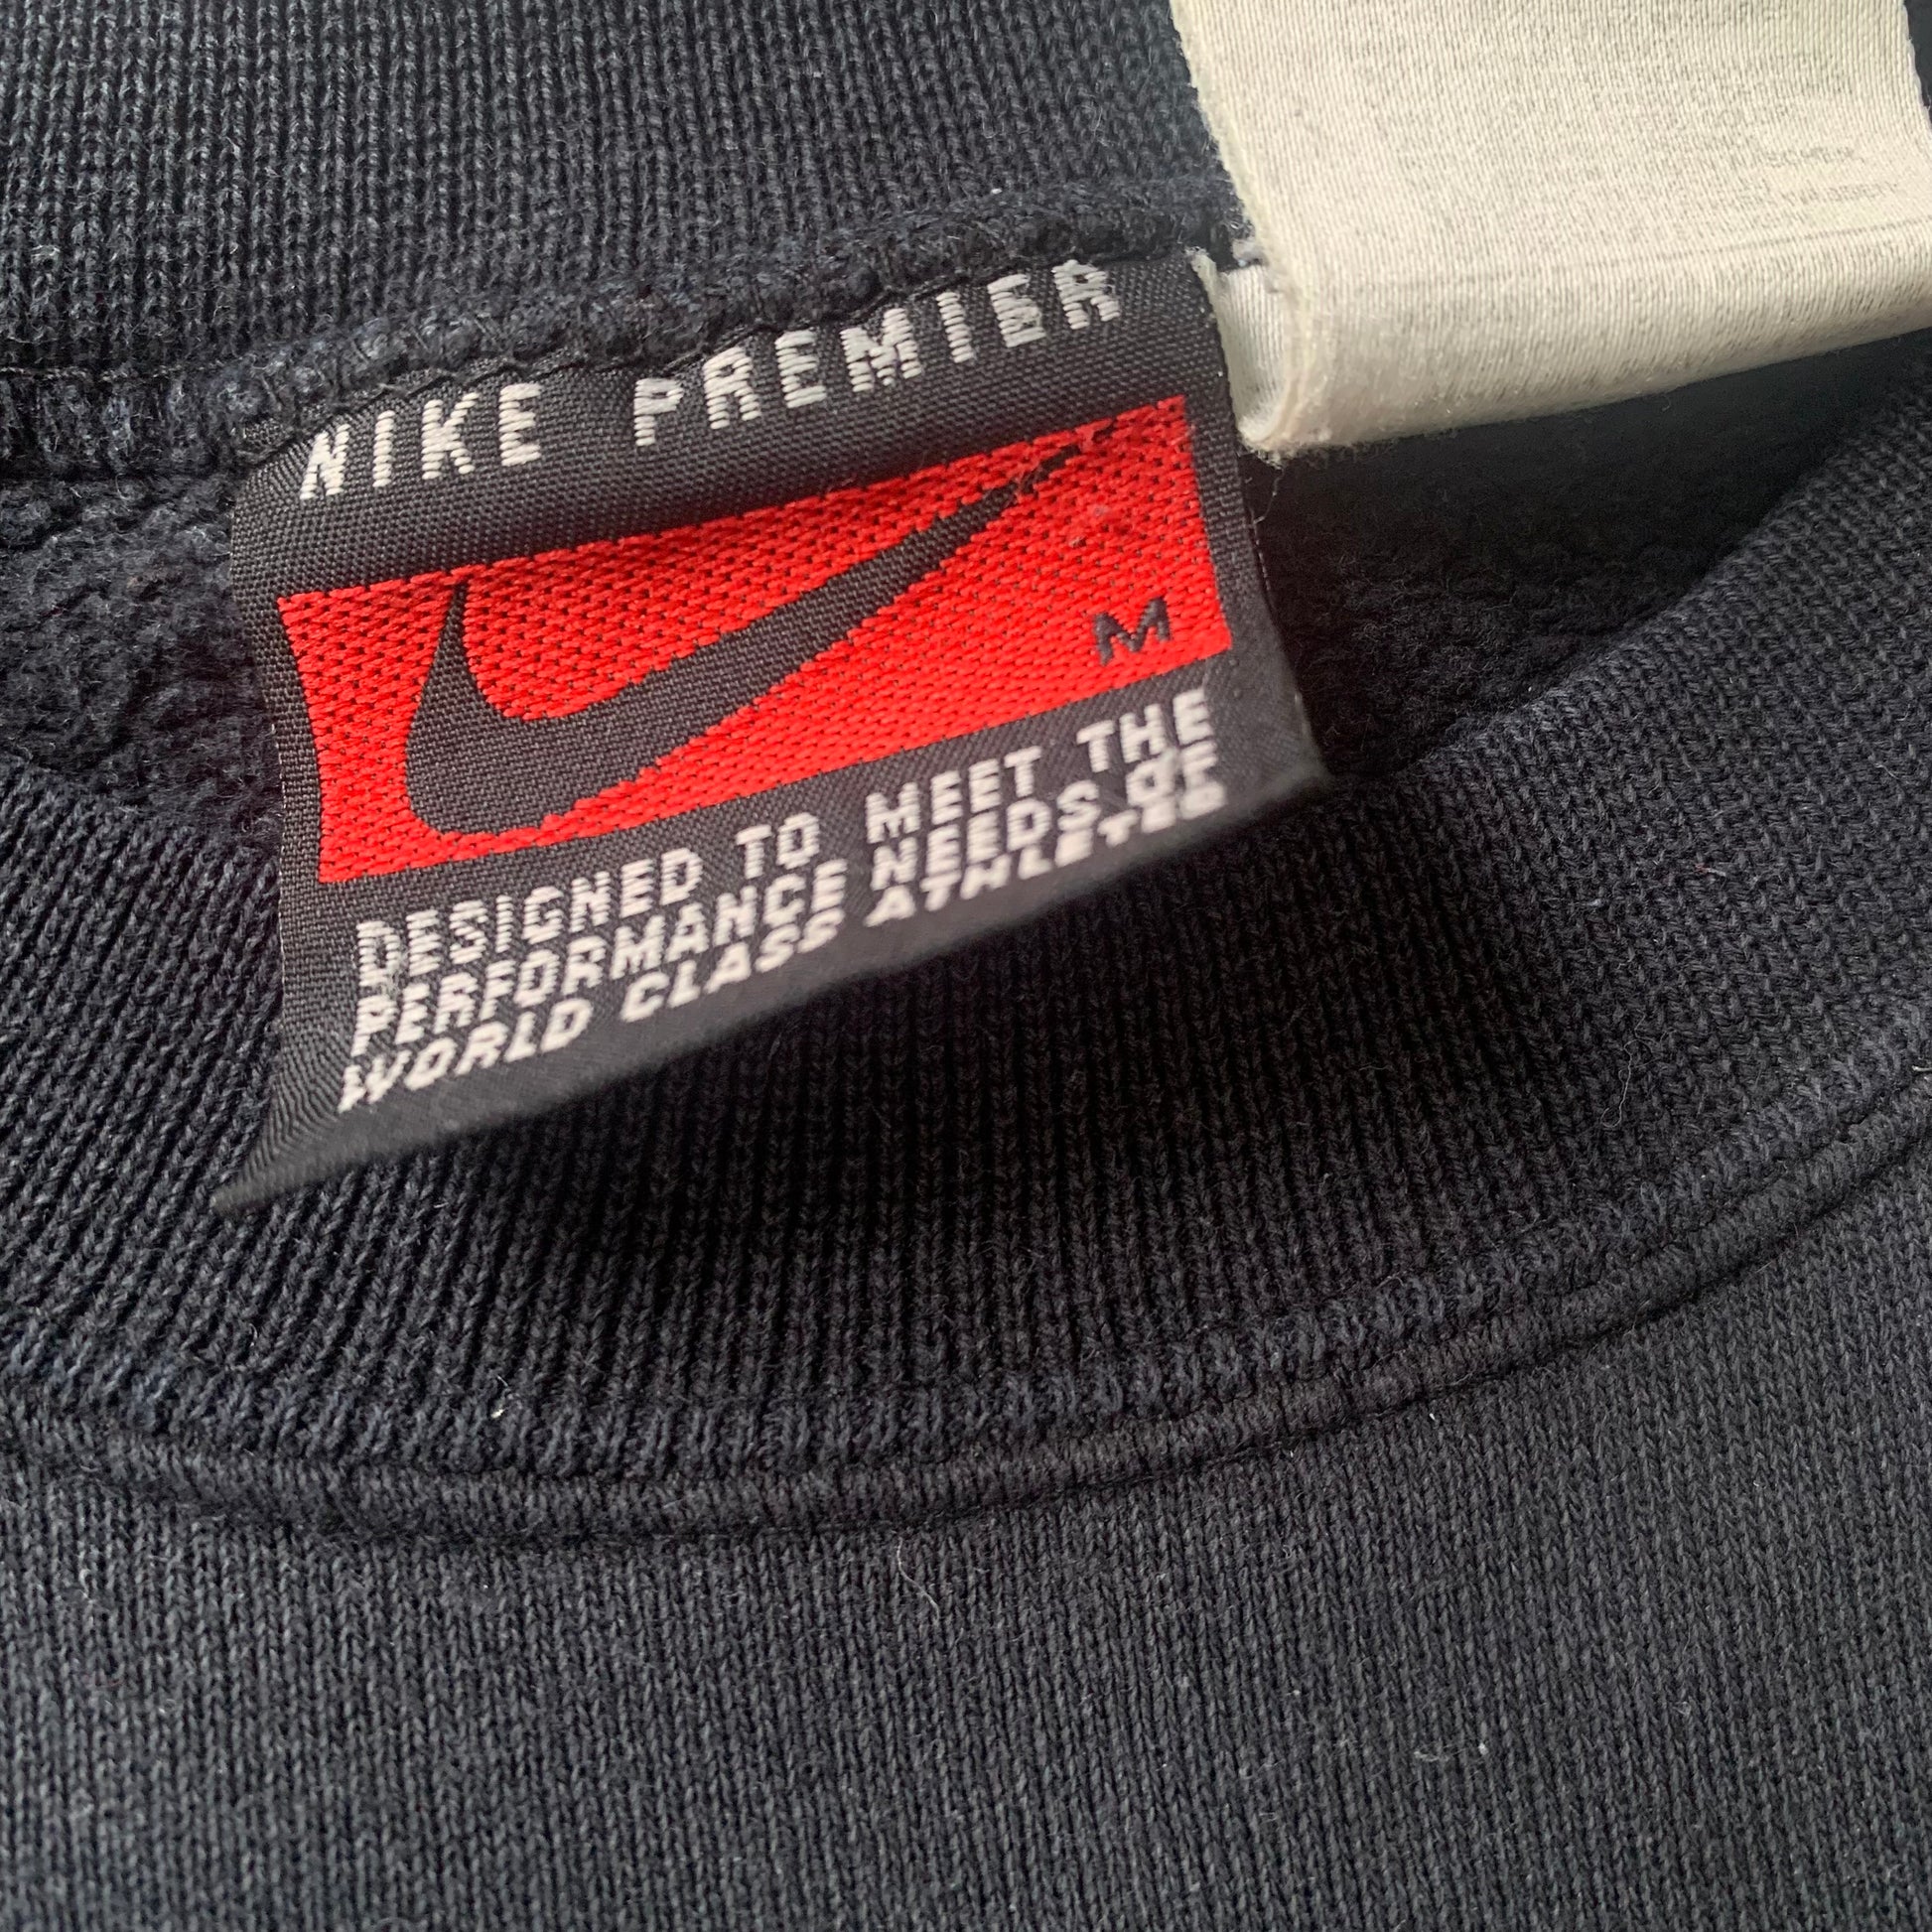 NIKE PREMIER
M
DESIGNED TO MEET THE
PERFORMANCE NEEDS OF
WORLD CLASS ATHLETES